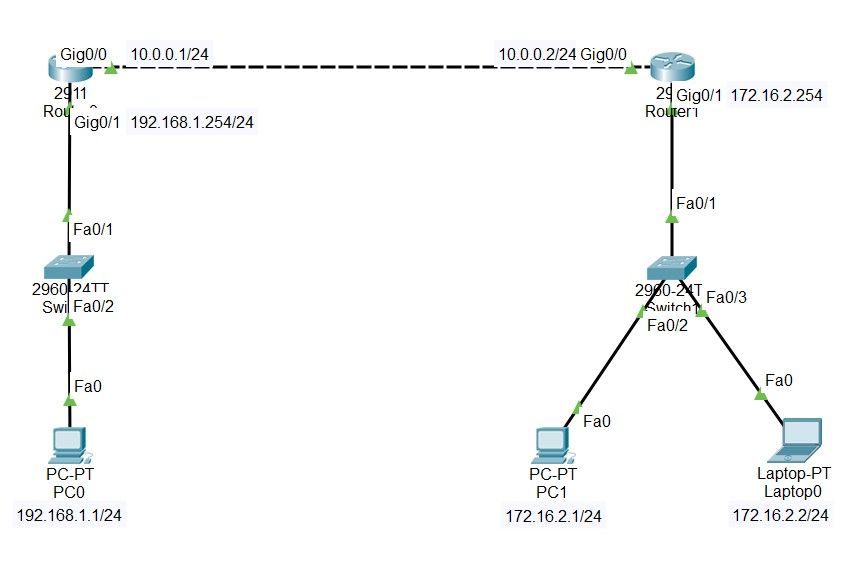 Gig0/0 10.0.0.1/24 10.0.0.2/24 Gig0/0
2911
Gig0/1 172.16.2.254
Router1
Gig0/1 192.168.1.254/24
Fa0/1
Fa0/1
2960-24TT
Fa0/2
2960-24T
Switch1
Fa0/3
Fa0/2
Fa0
Fa0
Fa0
PC-PT
PC0
192.168.1.1/24
PC-PT
PC1
172.16.2.1/24
Laptop-PT
Laptop0
172.16.2.2/24